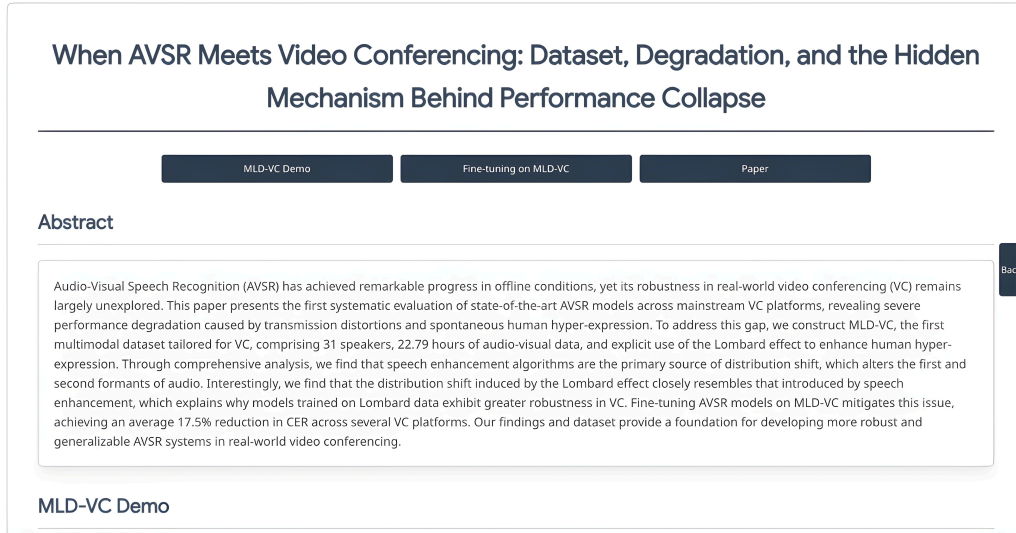 When AVSR Meets Video Conferencing: Dataset, Degradation, and the Hidden
Mechanism Behind Performance Collapse
MLD-VC Demo
Fine-tuning on MLD-VC
Paper
Abstract
Audio-Visual Speech Recognition (AVSR) has achieved remarkable progress in offline conditions, yet its robustness in real-world video conferencing (VC) remains
largely unexplored. This paper presents the first systematic evaluation of state-of-the-art AVSR models across mainstream VC platforms, revealing severe
performance degradation caused by transmission distortions and spontaneous human hyper-expression. To address this gap, we construct MLD-VC, the first
multimodal dataset tailored for VC, comprising 31 speakers, 22.79 hours of audio-visual data, and explicit use of the Lombard effect to enhance human hyper-
expression. Through comprehensive analysis, we find that speech enhancement algorithms are the primary source of distribution shift, which alters the first and
second formants of audio. Interestingly, we find that the distribution shift induced by the Lombard effect closely resembles that introduced by speech
enhancement, which explains why models trained on Lombard data exhibit greater robustness in VC. Fine-tuning AVSR models on MLD-VC mitigates this issue,
achieving an average 17.5% reduction in CER across several VC platforms. Our findings and dataset provide a foundation for developing more robust and
generalizable AVSR systems in real-world video conferencing.
MLD-VC Demo